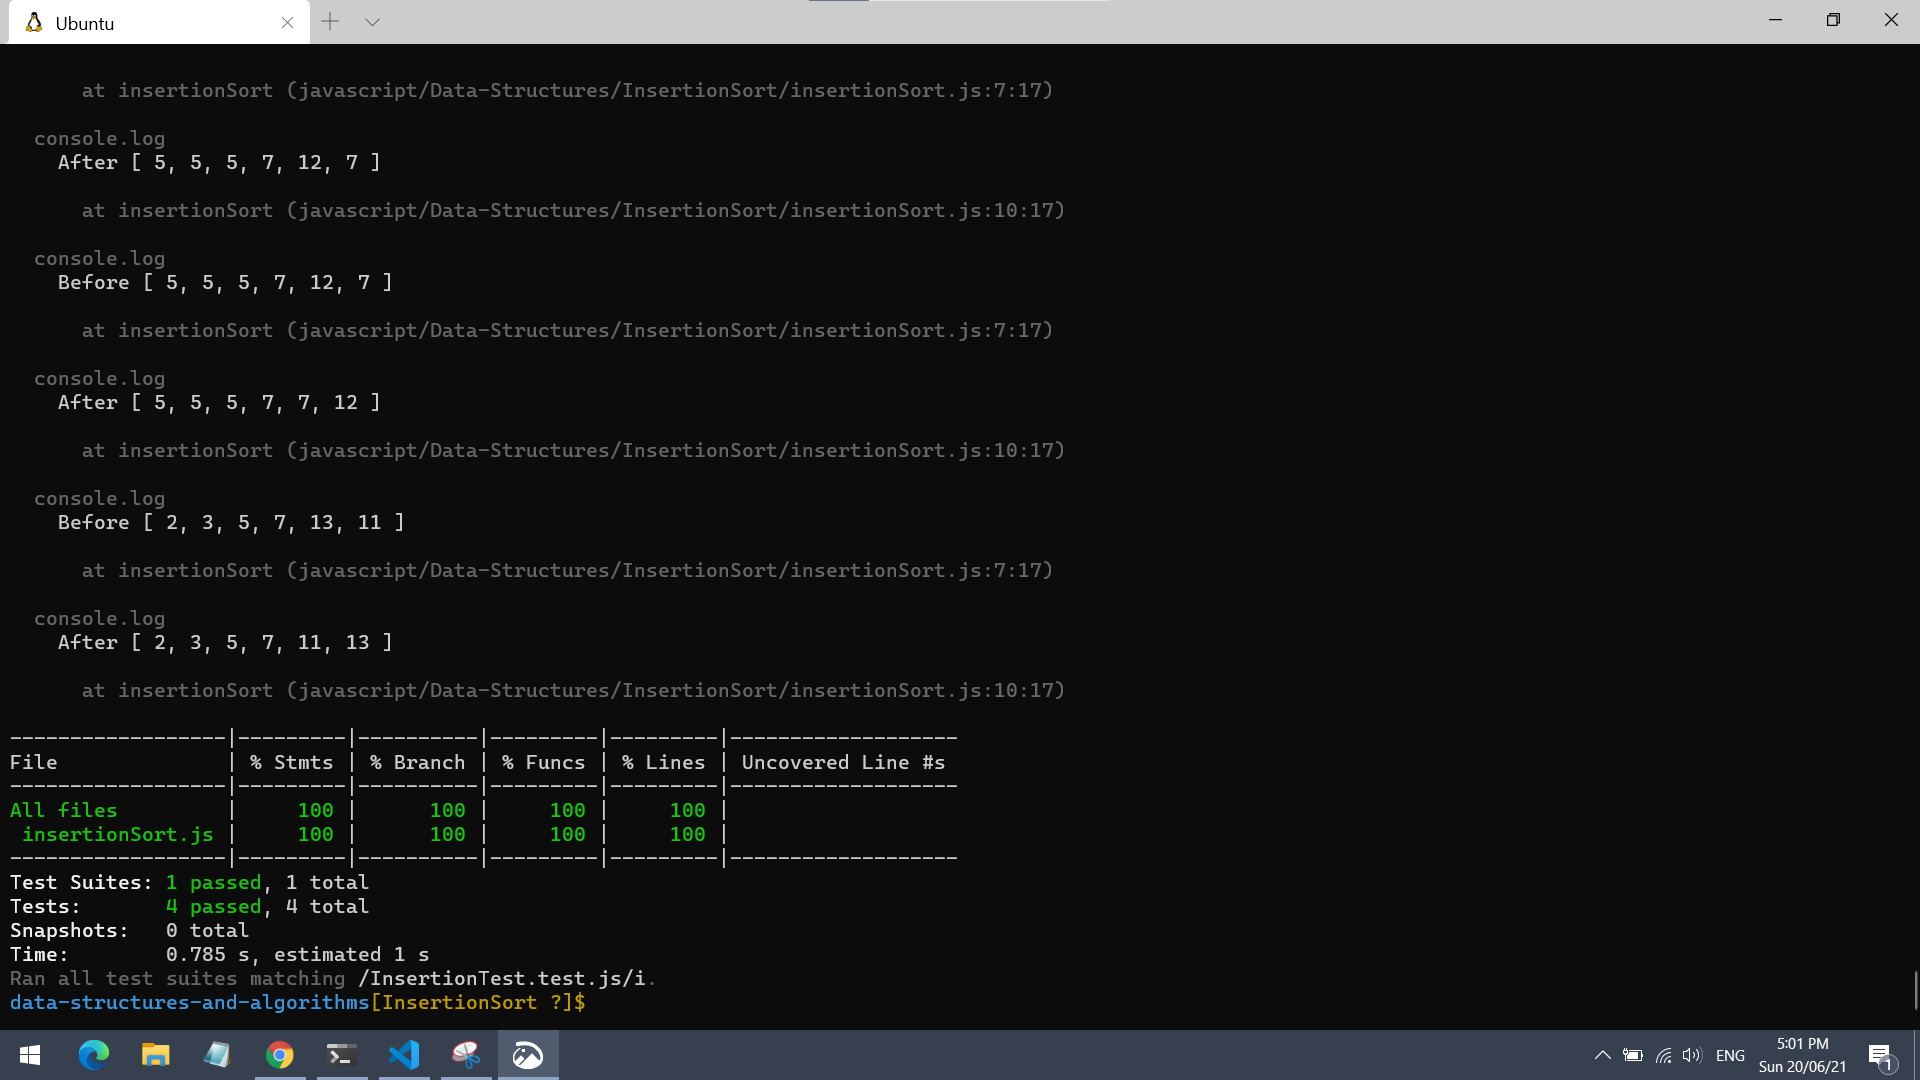 Ubuntu
at insertionSort (javascript/Data-Structures/InsertionSort/insertionSort.js:7:17)
console.log
After [ 5, 5, 5, 7, 12, 7 ]
at insertionSort (javascript/Data-Structures/InsertionSort/insertionSort.js:10:17)
console.log
Before [ 5, 5, 5, 7, 12, 7 ]
at insertionSort (javascript/Data-Structures/InsertionSort/insertionSort.js:7:17)
console.log
After [ 5, 5, 5, 7, 7, 12 ]
at insertionSort (javascript/Data-Structures/InsertionSort/insertionSort.js:10:17)
console.log
Before [ 2, 3, 5, 7, 13, 11 ]
at insertionSort (javascript/Data-Structures/InsertionSort/insertionSort.js:7:17)
console.log
After [ 2, 3, 5, 7, 11, 13 ]
at insertionSort (javascript/Data-Structures/InsertionSort/insertionSort.js:10:17)
------------------|---------|----------|---------|---------|-------------------
File              | % Stmts | % Branch | % Funcs | % Lines | Uncovered Line #s
------------------|---------|----------|---------|---------|-------------------
All files         |     100 |      100 |     100 |     100 |
 insertionSort.js |     100 |      100 |     100 |     100 |
------------------|---------|----------|---------|---------|-------------------
Test Suites: 1 passed, 1 total
Tests:       4 passed, 4 total
Snapshots:   0 total
Time:        0.785 s, estimated 1 s
Ran all test suites matching /InsertionTest.test.js/i.
data-structures-and-algorithms[InsertionSort ?]$
ENG
5:01 PM
Sun 20/06/21
1